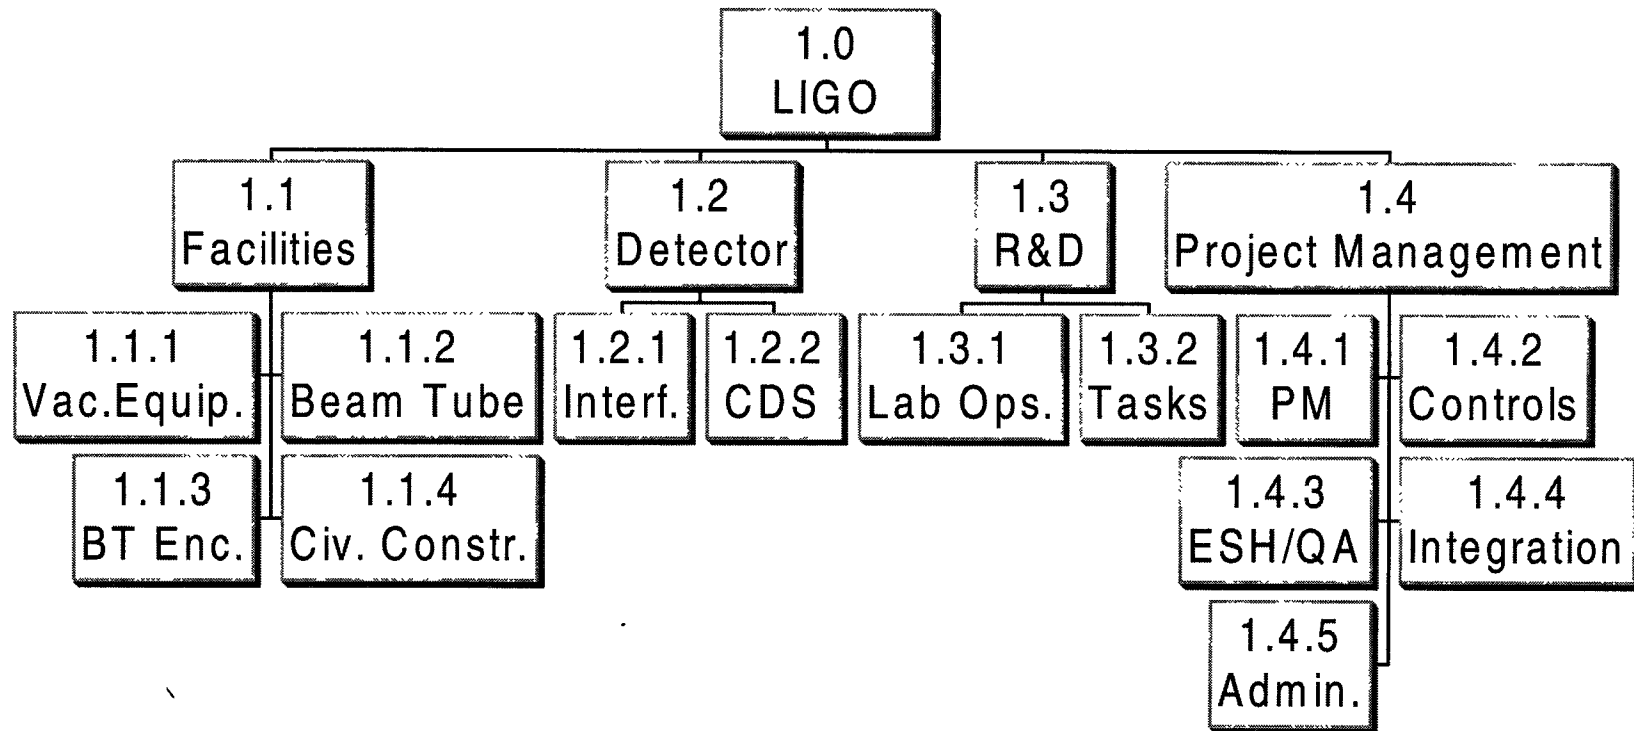 1.0
LIGO
1.1
Facilities
1.2
Detector
1.3
R&D
1.4
Project Management
1.1.1
Vac.Equip.
1.1.2
Beam Tube
1.2.1
Interf.
1.2.2
CDS
1.3.1
Lab Ops.
1.3.2
Tasks
1.4.1
PM
1.4.2
Controls
1.1.3
BT Enc.
1.1.4
Civ. Constr.
1.4.3
ESH/QA
1.4.4
Integration
1.4.5
Admin.